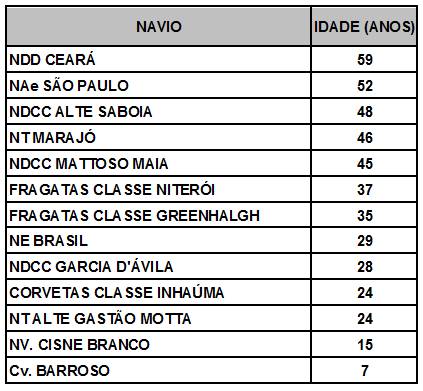 NAVIO IDADE (ANOS)
NDD CEARÁ 59
NAe SÃO PAULO 52
NDCC ALTE SABOIA 48
NT MARAJÓ 46
NDCC MATTOSO MAIA 45
FRAGATAS CLASSE NITERÓI 37
FRAGATAS CLASSE GREENHALGH 35
NE BRASIL 29
NDCC GARCIA D'ÁVILA 28
CORVETAS CLASSE INHAÚMA 24
NT ALTE GASTÃO MOTTA 24
NV. CISNE BRANCO 15
Cv. BARROSO 7